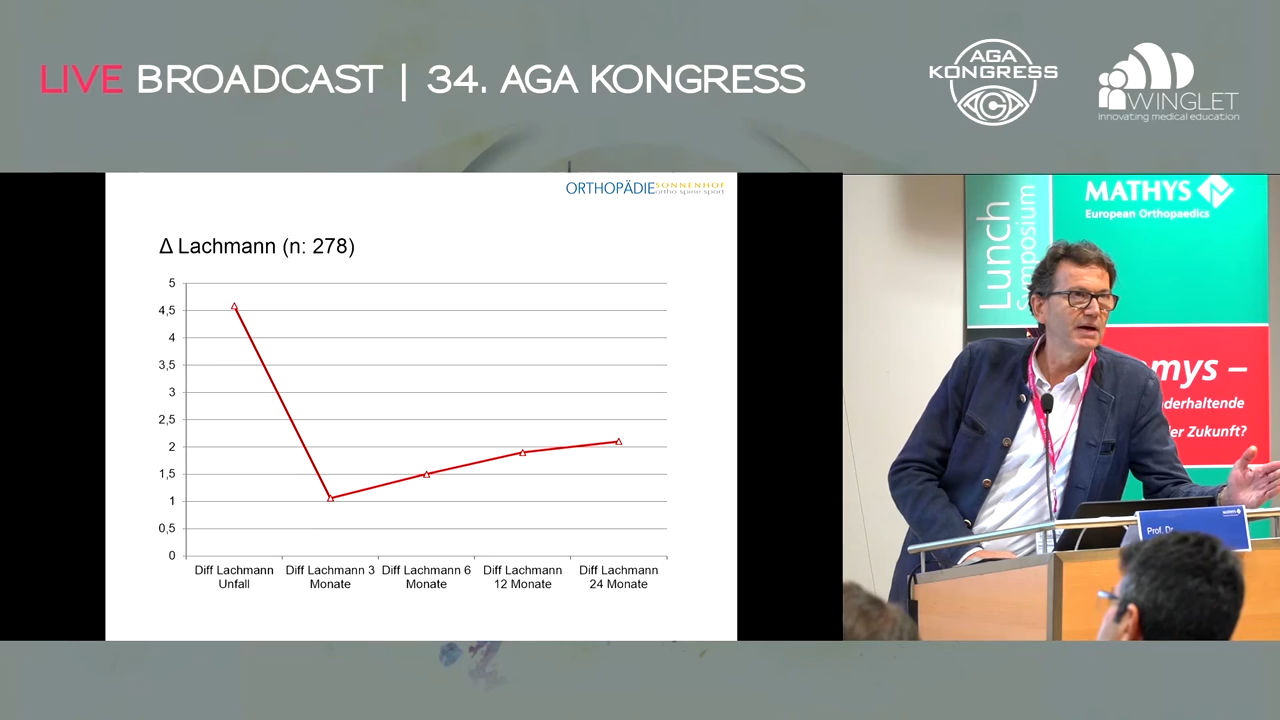 LIVE BROADCAST | 34. AGA KONGRESS
AGA
KONGRESS
AGA
WINGLET
innovating medical education
ORTHOPÄDIE SONNENHOF
ortho spine sport
Δ Lachmann (n: 278)
5
4,5
4
3,5
3
2,5
2
1,5
1
0,5
0
Diff Lachmann Unfall
Diff Lachmann 3 Monate
Diff Lachmann 6 Monate
Diff Lachmann 12 Monate
Diff Lachmann 24 Monate
Lunch
Symposium
MATHYS
European Orthopaedics
mys –
nderhaltende
der Zukunft?
Prof. Dr.